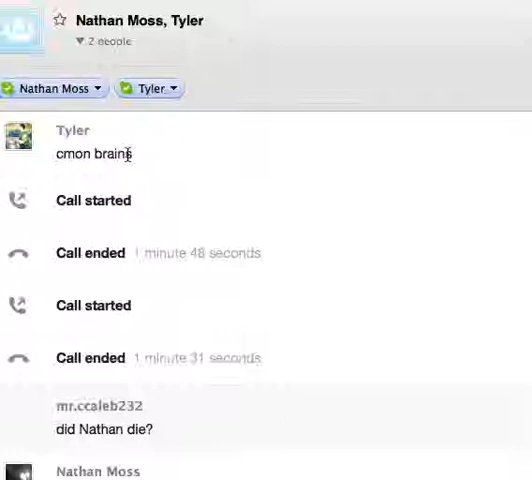 Nathan Moss, Tyler
2 people
Nathan Moss Tyler
Tyler
cmon brains
Call started
Call ended 1 minute 48 seconds
Call started
Call ended 1 minute 31 seconds
mr.ccaleb232
did Nathan die?
Nathan Moss